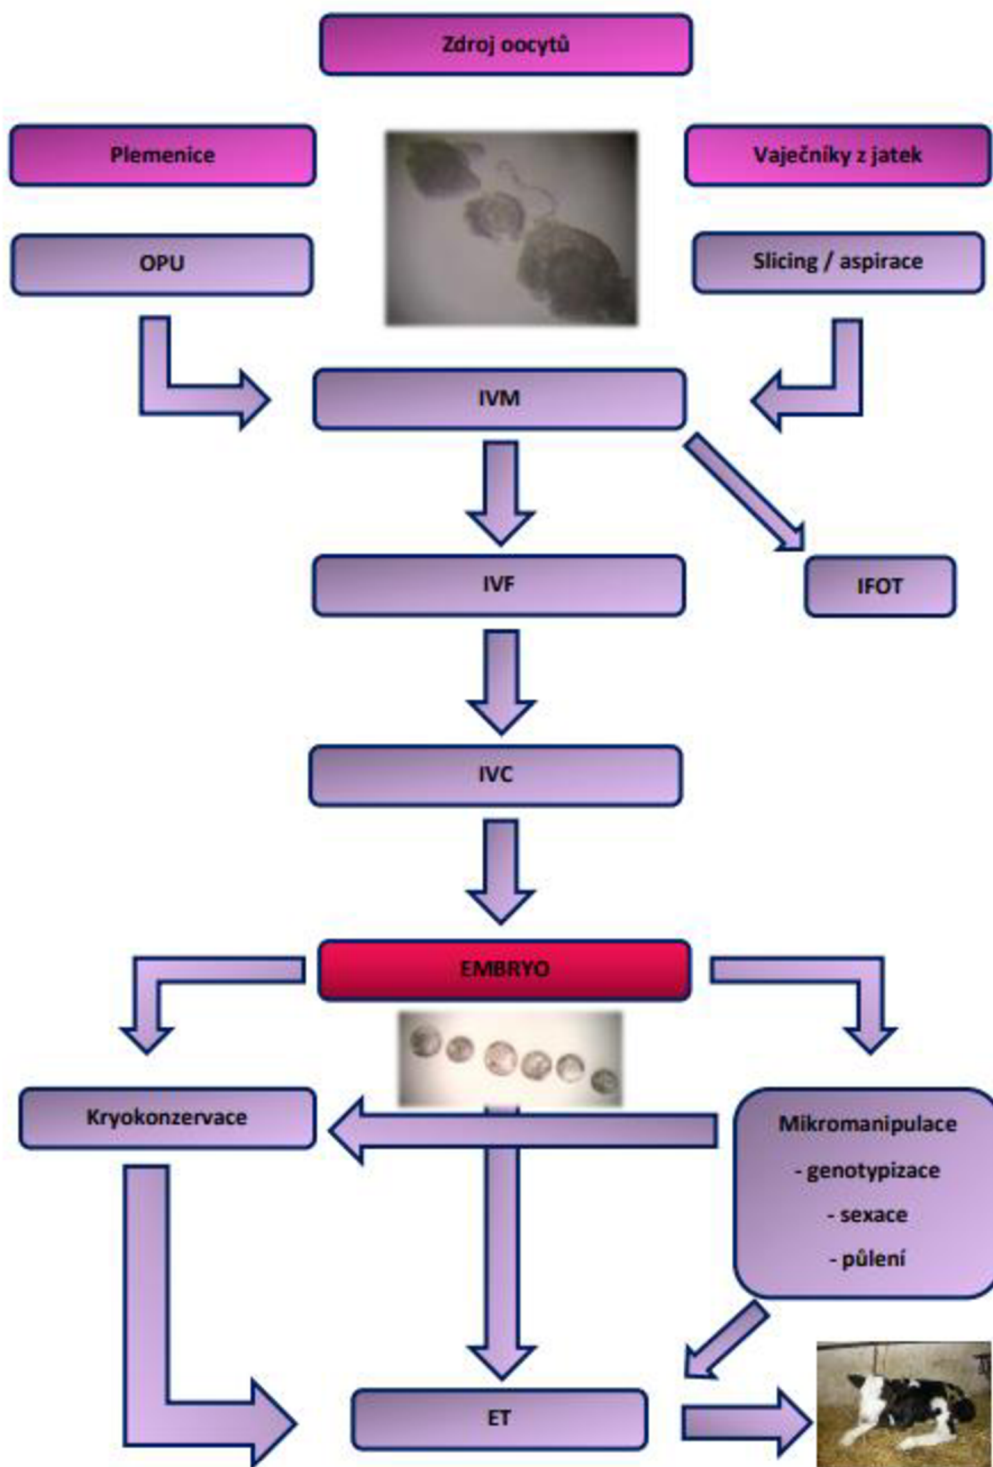 Zdroj oocytů
Plemenice
Vaječníky z jatek
OPU
Slicing / aspirace
IVM
IVF
IFOT
IVC
EMBRYO
Kryokonzervace
Mikromanipulace
- genotypizace
- sexace
- půlení
ET